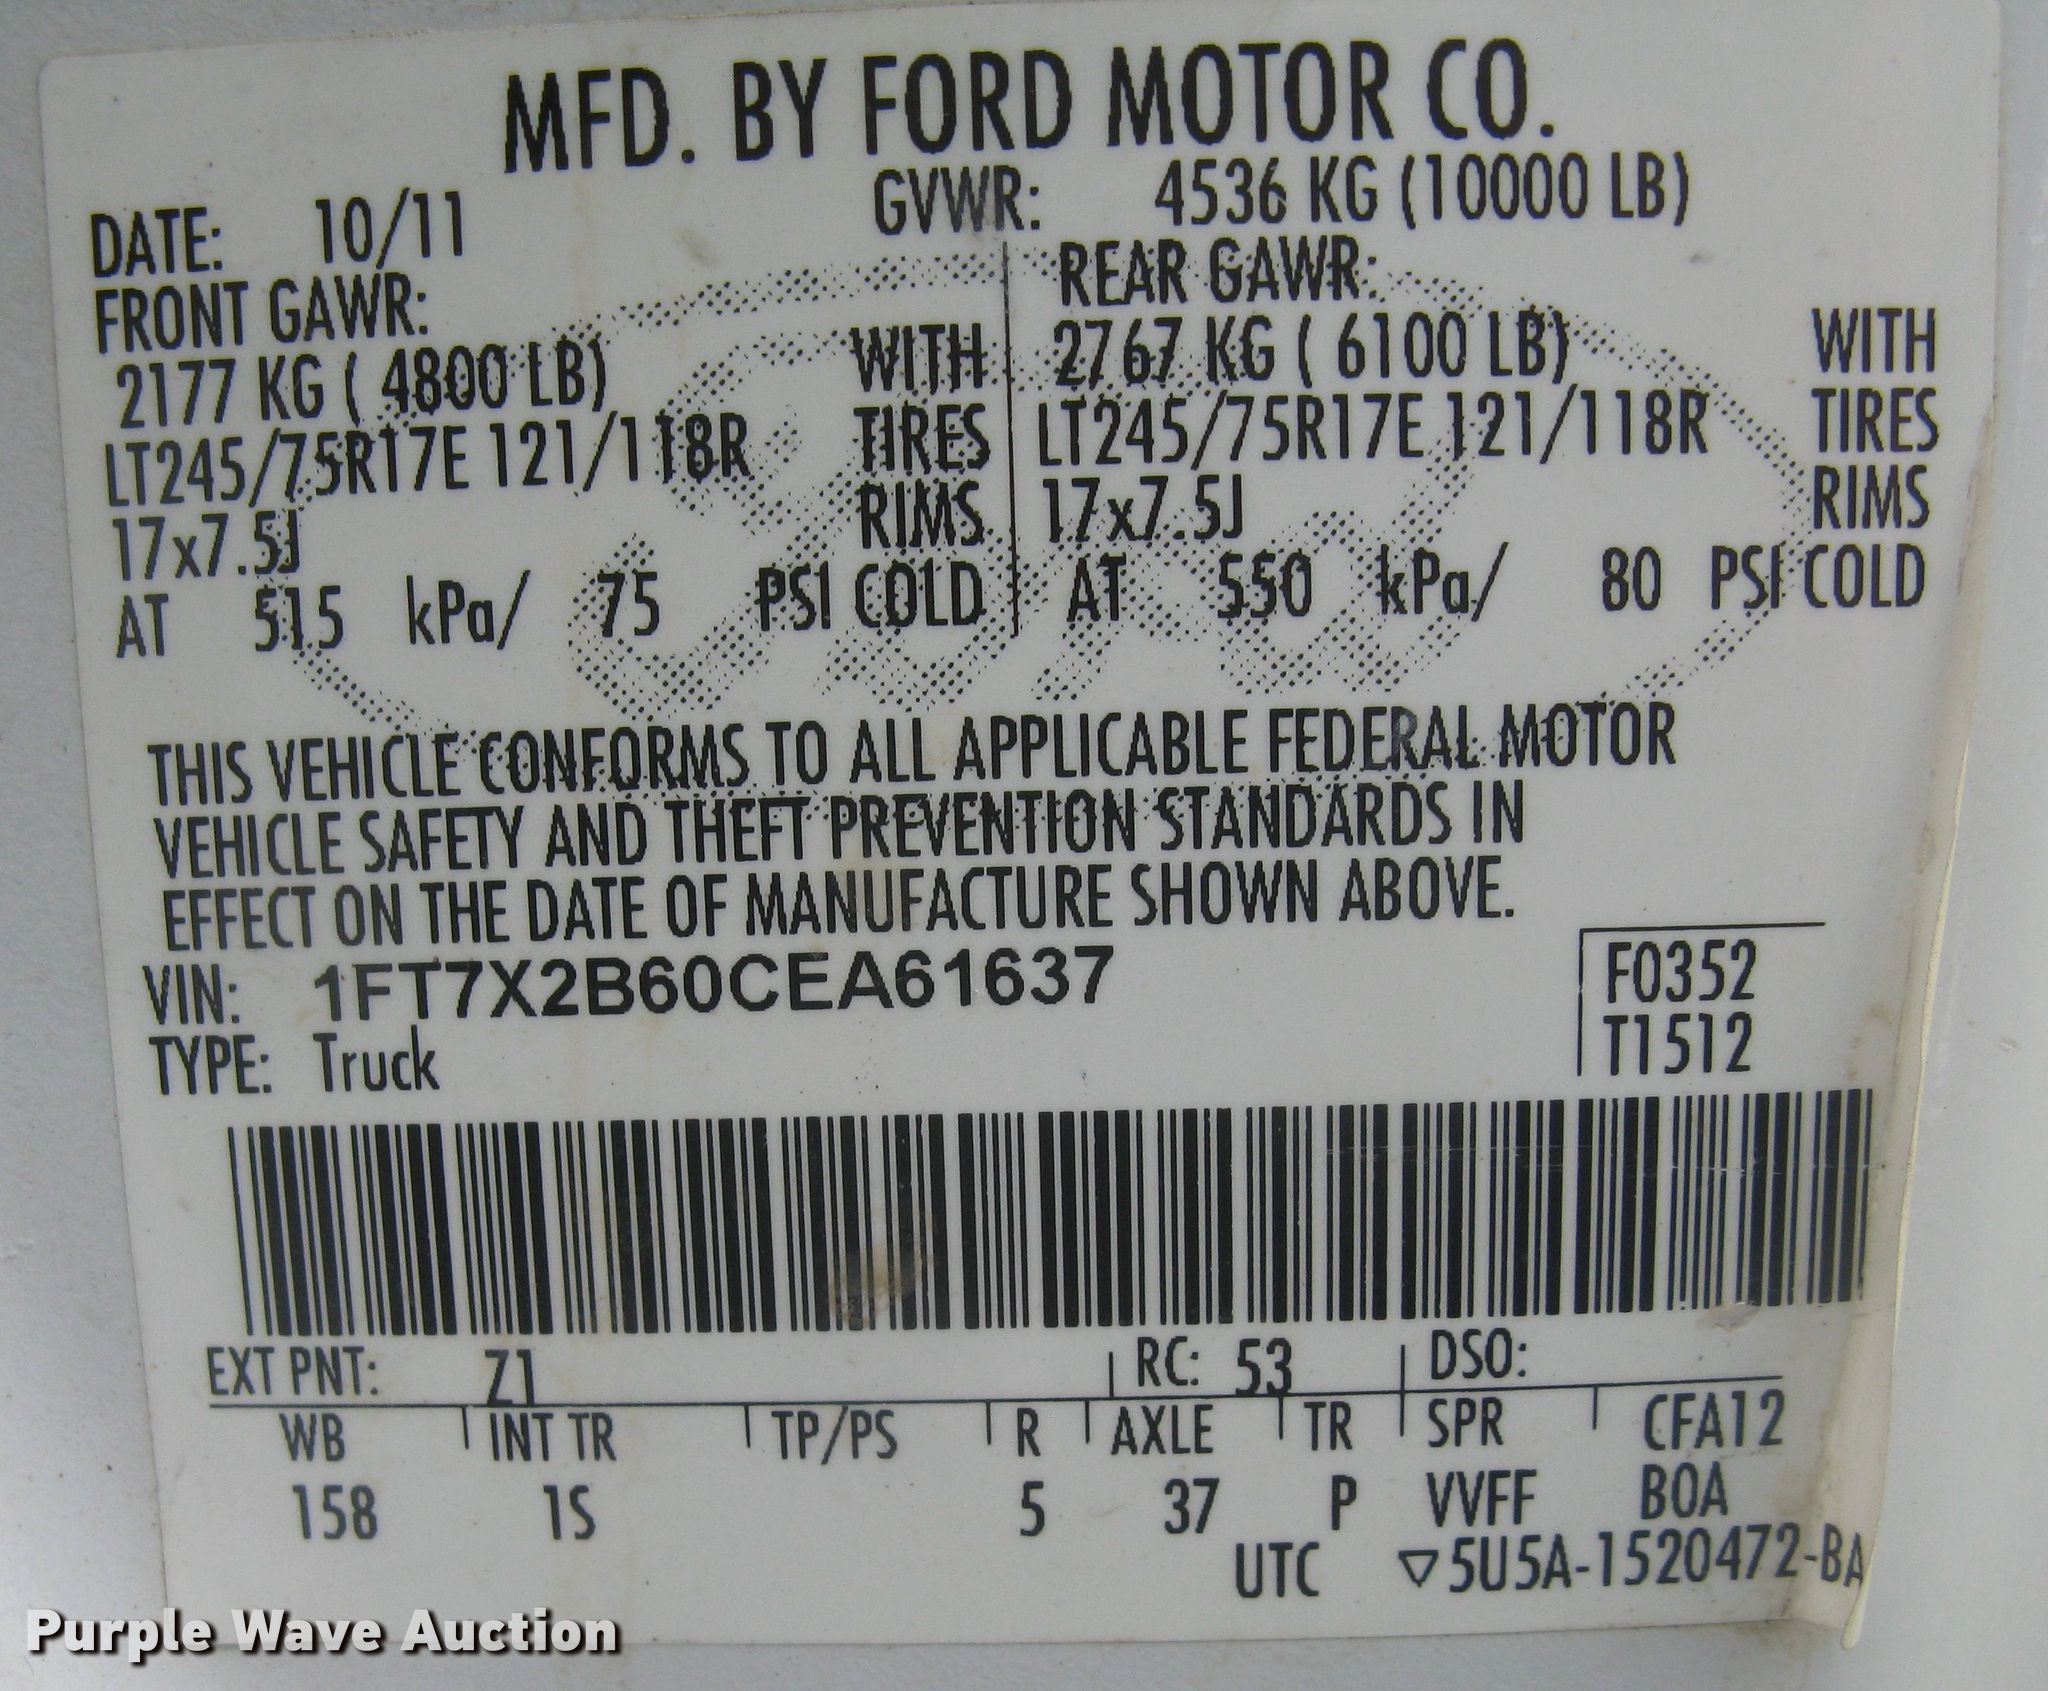 MFD. BY FORD MOTOR CO.
DATE: 10/11 GVWR: 4536 KG (10000 LB)
FRONT GAWR: REAR GAWR:
2177 KG ( 4800 LB) WITH 2767 KG ( 6100 LB) WITH
LT245/75R17E 121/118R TIRES LT245/75R17E 121/118R TIRES
17x7.5J RIMS 17x7.5J RIMS
AT 515 kPa/ 75 PSI COLD AT 550 kPa/ 80 PSI COLD
THIS VEHICLE CONFORMS TO ALL APPLICABLE FEDERAL MOTOR
VEHICLE SAFETY AND THEFT PREVENTION STANDARDS IN
EFFECT ON THE DATE OF MANUFACTURE SHOWN ABOVE.
VIN: 1FT7X2B60CEA61637 F0352
TYPE: Truck T1512
EXT PNT: Z1 RC: 53 DSO:
WB INT TR TP/PS R AXLE TR SPR CFA12
158 1S 5 37 P VVFF BOA
UTC ▽5U5A-1520472-BA
Purple Wave Auction